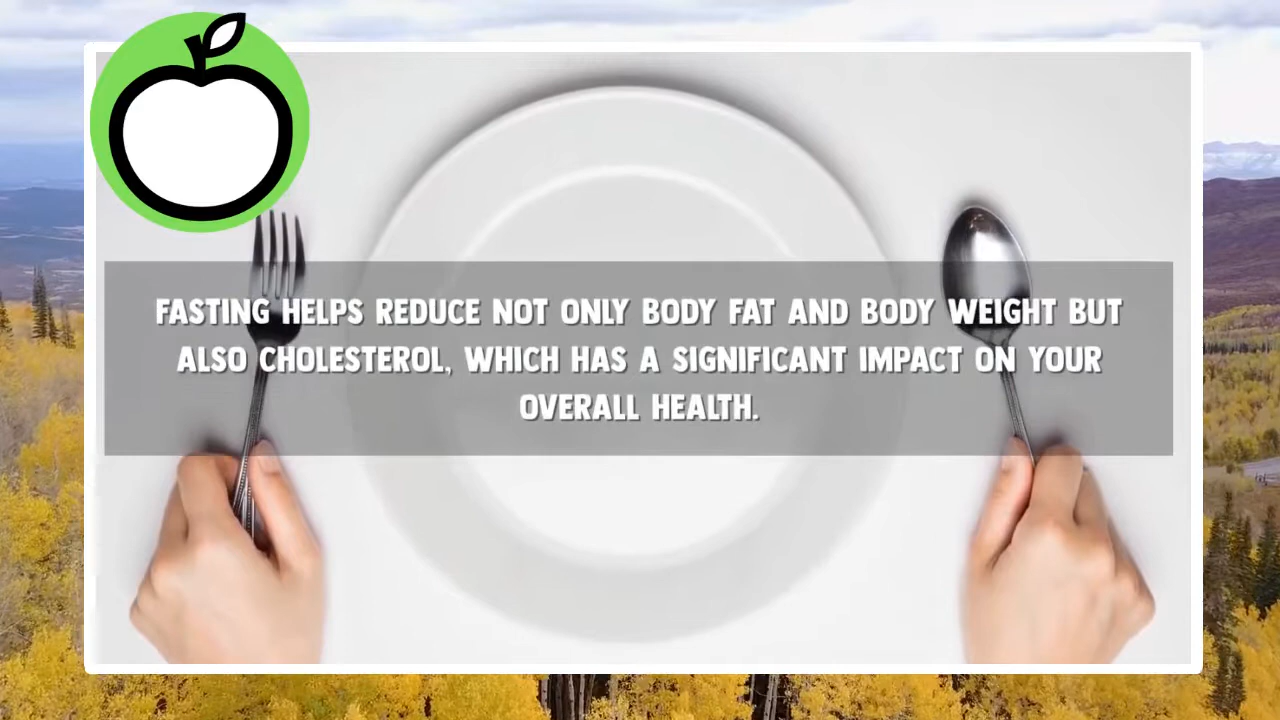 FASTING HELPS REDUCE NOT ONLY BODY FAT AND BODY WEIGHT BUT
ALSO CHOLESTEROL, WHICH HAS A SIGNIFICANT IMPACT ON YOUR
OVERALL HEALTH.